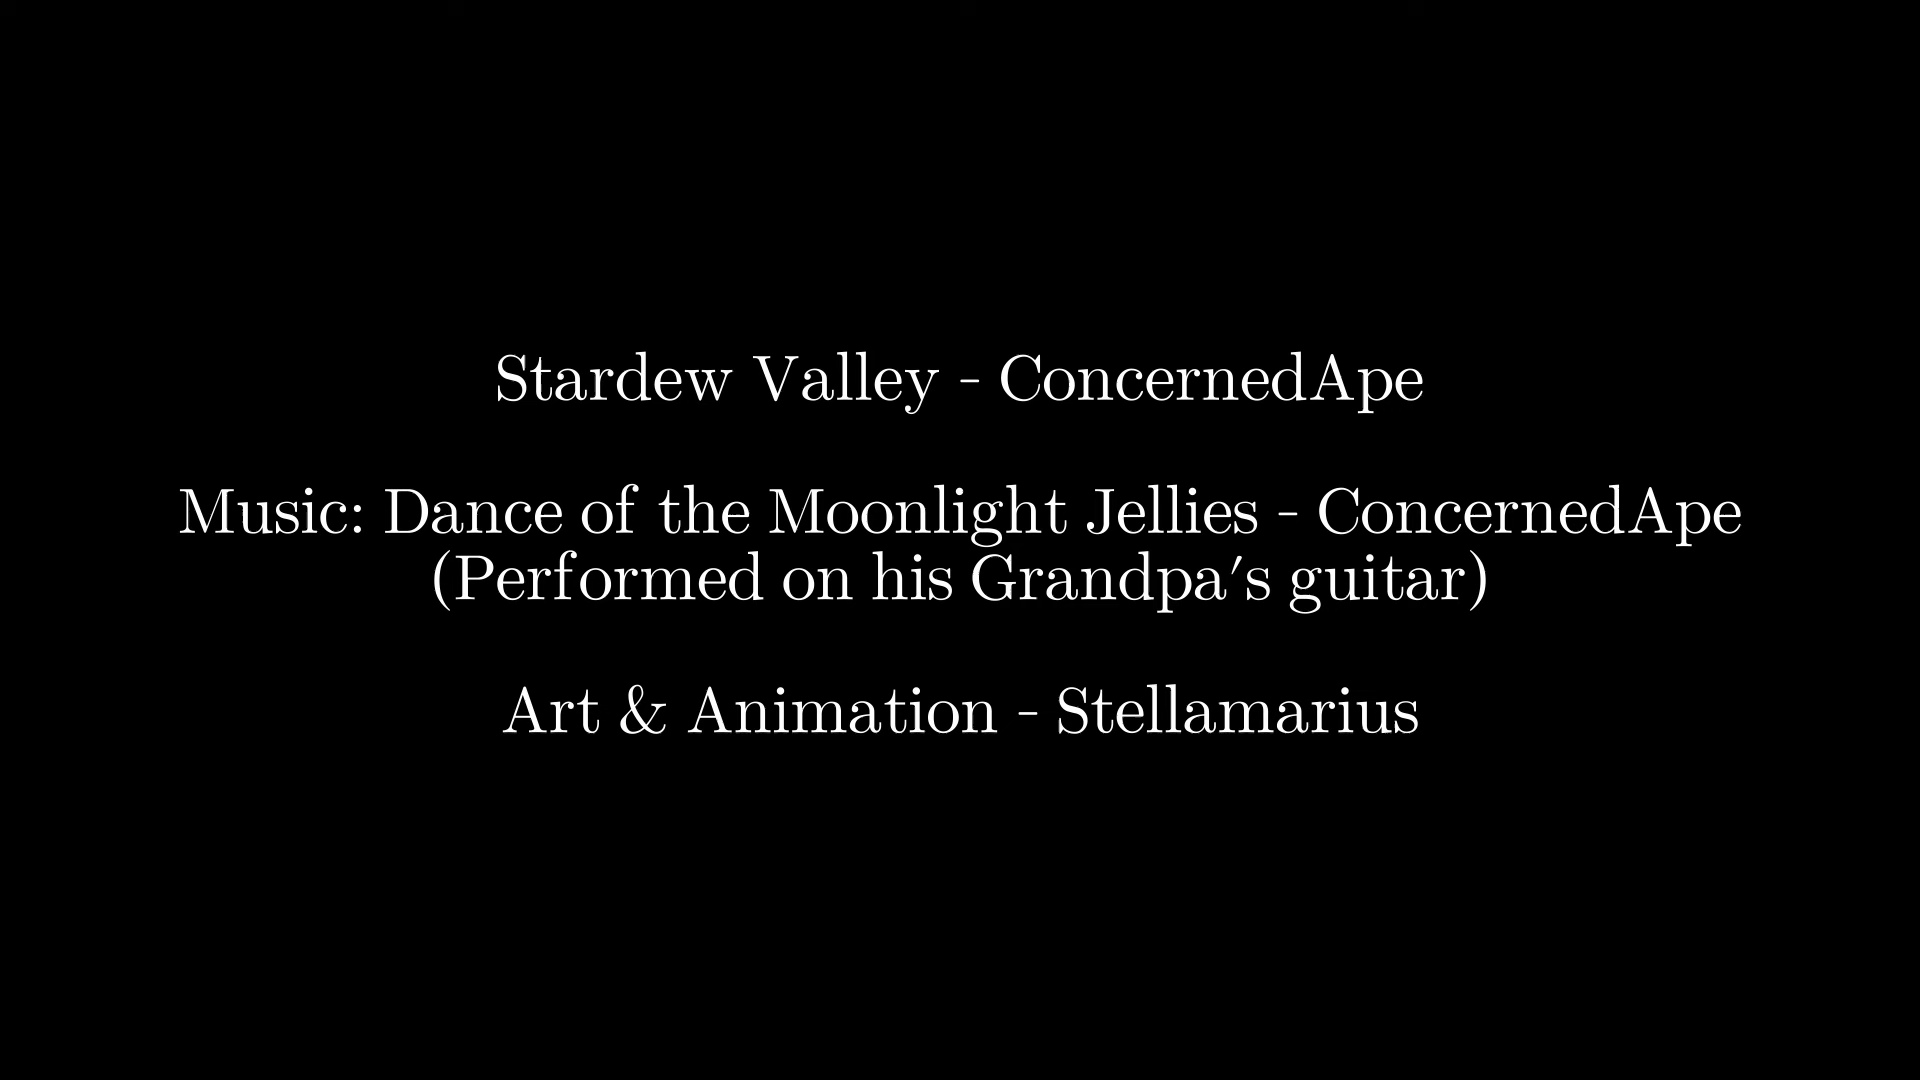 Stardew Valley - ConcernedApe
Music: Dance of the Moonlight Jellies - ConcernedApe
(Performed on his Grandpa's guitar)
Art & Animation - Stellamarius